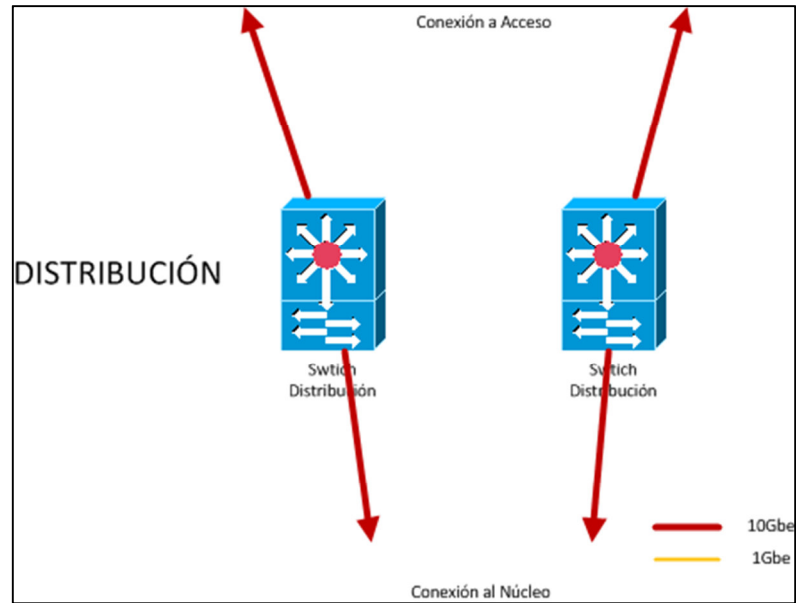 Conexión a Acceso
DISTRIBUCIÓN
Swtich
Distribución
Swtich
Distribución
10Gbe
1Gbe
Conexión al Núcleo